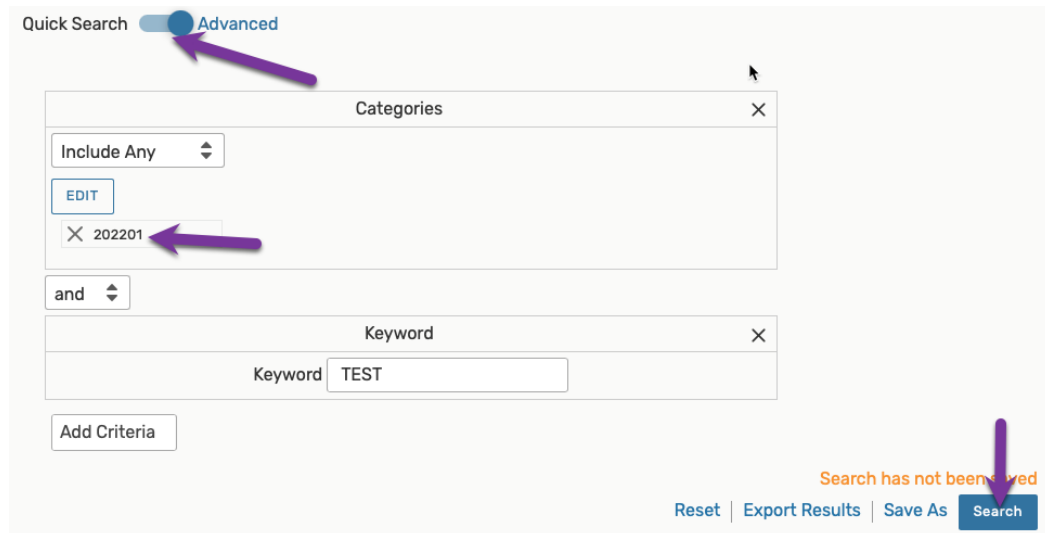 Quick Search Advanced
Categories
Include Any
EDIT
202201
and
Keyword
Keyword TEST
Add Criteria
Search has not been saved
Reset | Export Results | Save As Search